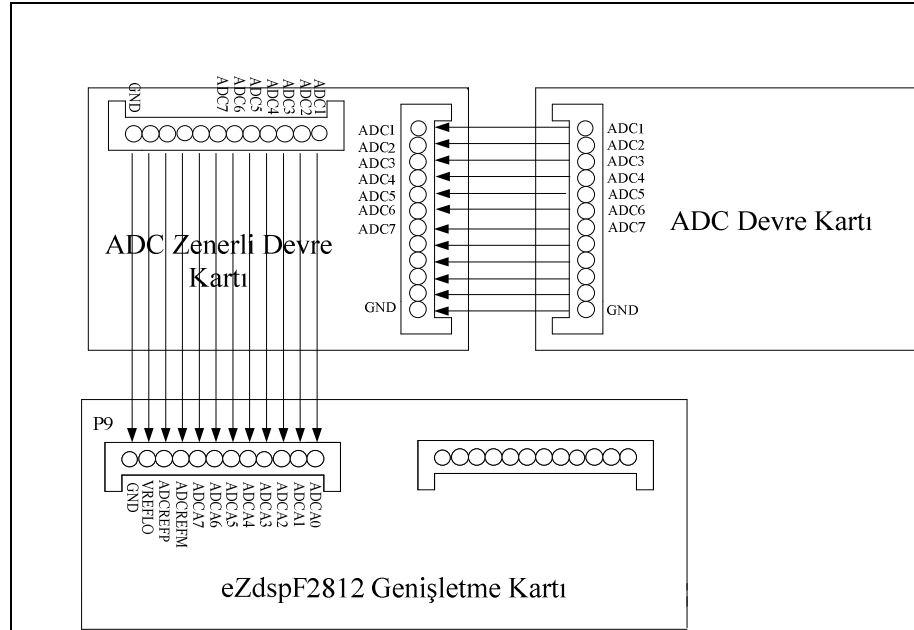 GND
ADC7
ADC6
ADC5
ADC4
ADC3
ADC2
ADC1
ADC1
ADC2
ADC3
ADC4
ADC5
ADC6
ADC7
GND
ADC Zenerli Devre
Kartı
ADC1
ADC2
ADC3
ADC4
ADC5
ADC6
ADC7
GND
ADC Devre Kartı
P9
GND
VREFLO
ADCREFP
ADCREFM
ADCA7
ADCA6
ADCA5
ADCA4
ADCA3
ADCA2
ADCA1
ADCA0
eZdspF2812 Genişletme Kartı